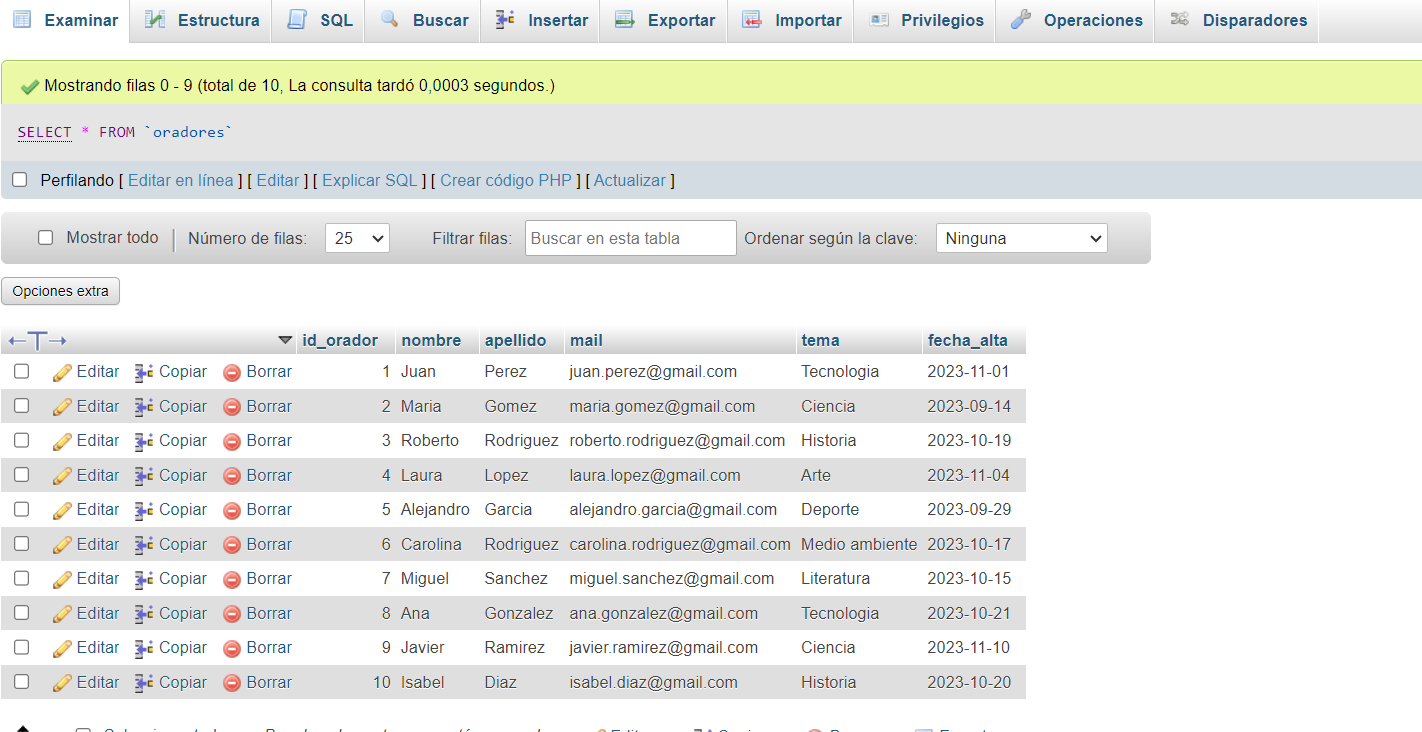 Examinar Estructura SQL Buscar Insertar Exportar Importar Privilegios Operaciones Disparadores
Mostrando filas 0 - 9 (total de 10, La consulta tardó 0,0003 segundos.)
SELECT * FROM `oradores`
Perfilando [ Editar en línea ] [ Editar ] [ Explicar SQL ] [ Crear código PHP ] [ Actualizar ]
Mostrar todo Número de filas: 25 Filtrar filas: Buscar en esta tabla Ordenar según la clave: Ninguna
Opciones extra
←T→ id_orador nombre apellido mail tema fecha_alta
Editar Copiar Borrar 1 Juan Perez juan.perez@gmail.com Tecnologia 2023-11-01
Editar Copiar Borrar 2 Maria Gomez maria.gomez@gmail.com Ciencia 2023-09-14
Editar Copiar Borrar 3 Roberto Rodriguez roberto.rodriguez@gmail.com Historia 2023-10-19
Editar Copiar Borrar 4 Laura Lopez laura.lopez@gmail.com Arte 2023-11-04
Editar Copiar Borrar 5 Alejandro Garcia alejandro.garcia@gmail.com Deporte 2023-09-29
Editar Copiar Borrar 6 Carolina Rodriguez carolina.rodriguez@gmail.com Medio ambiente 2023-10-17
Editar Copiar Borrar 7 Miguel Sanchez miguel.sanchez@gmail.com Literatura 2023-10-15
Editar Copiar Borrar 8 Ana Gonzalez ana.gonzalez@gmail.com Tecnologia 2023-10-21
Editar Copiar Borrar 9 Javier Ramirez javier.ramirez@gmail.com Ciencia 2023-11-10
Editar Copiar Borrar 10 Isabel Diaz isabel.diaz@gmail.com Historia 2023-10-20